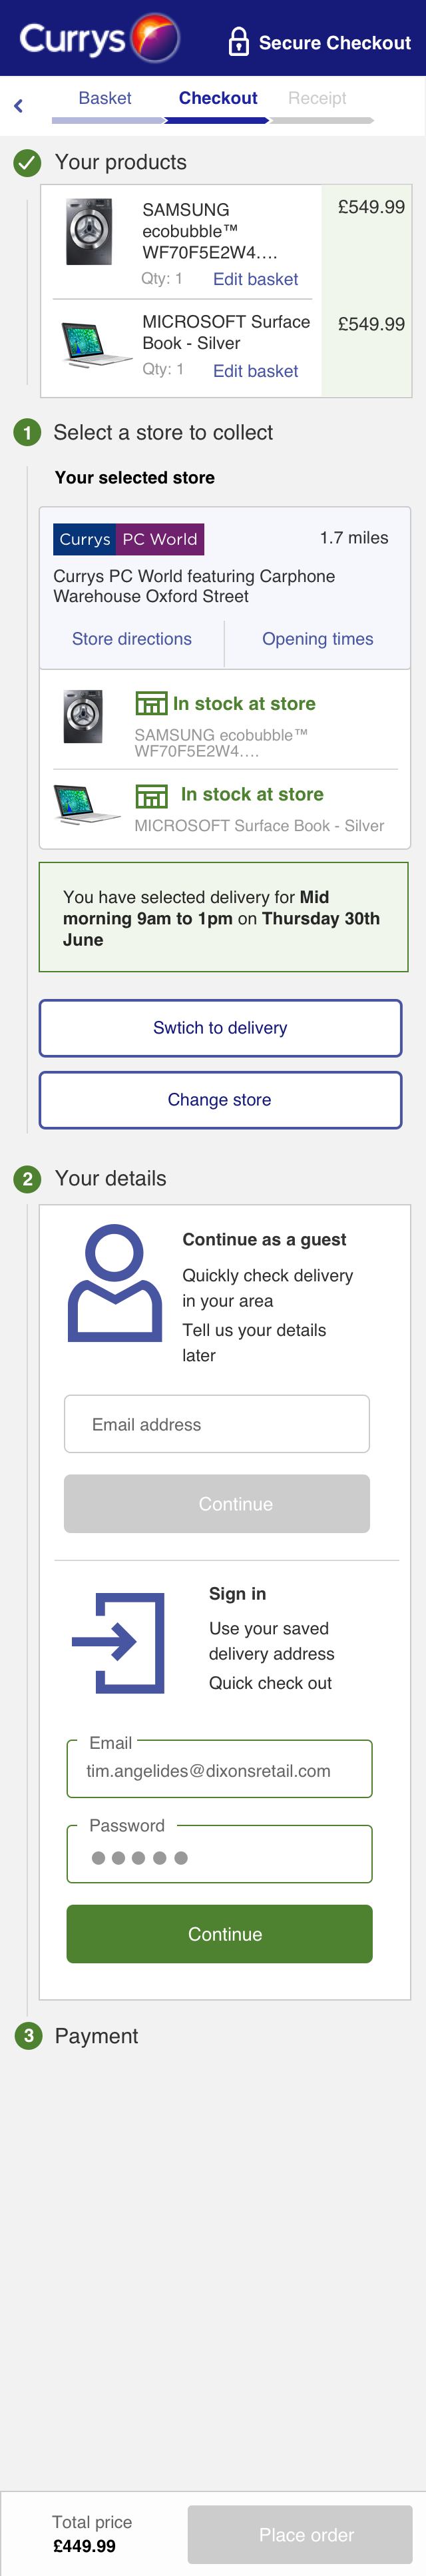 Currys
Secure Checkout
Basket
Checkout
Receipt
Your products
SAMSUNG
ecobubble™
WF70F5E2W4....
£549.99
Qty: 1
Edit basket
MICROSOFT Surface
Book - Silver
£549.99
Qty: 1
Edit basket
1
Select a store to collect
Your selected store
Currys PC World
1.7 miles
Currys PC World featuring Carphone
Warehouse Oxford Street
Store directions
Opening times
In stock at store
SAMSUNG ecobubble™
WF70F5E2W4....
In stock at store
MICROSOFT Surface Book - Silver
You have selected delivery for Mid
morning 9am to 1pm on Thursday 30th
June
Swtich to delivery
Change store
2
Your details
Continue as a guest
Quickly check delivery
in your area
Tell us your details
later
Email address
Continue
Sign in
Use your saved
delivery address
Quick check out
Email
tim.angelides@dixonsretail.com
Password
Continue
3
Payment
Total price
£449.99
Place order